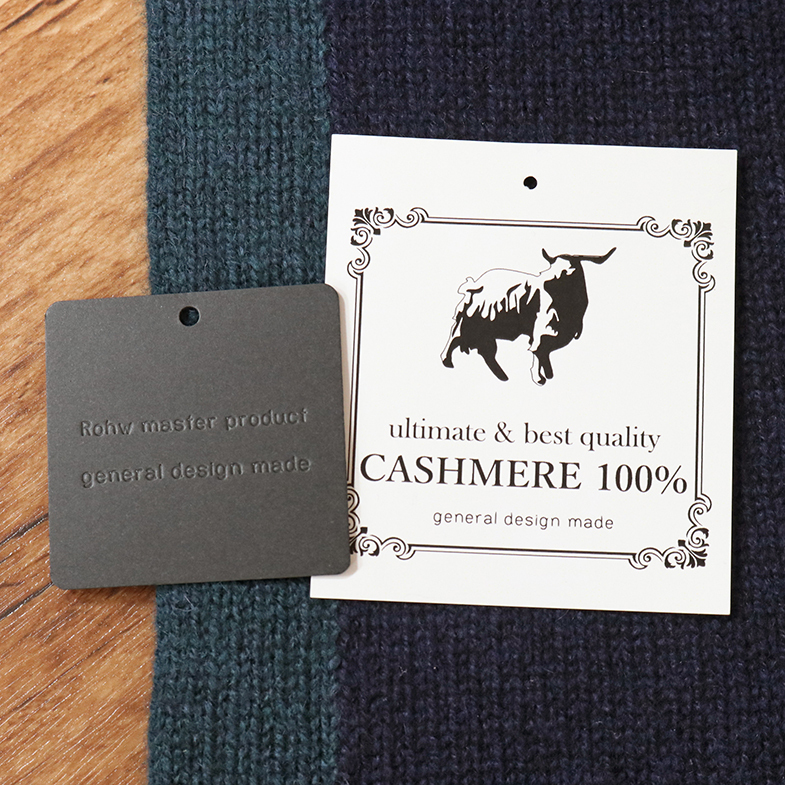 Rohw master product
general design made
ultimate & best quality
CASHMERE 100%
general design made